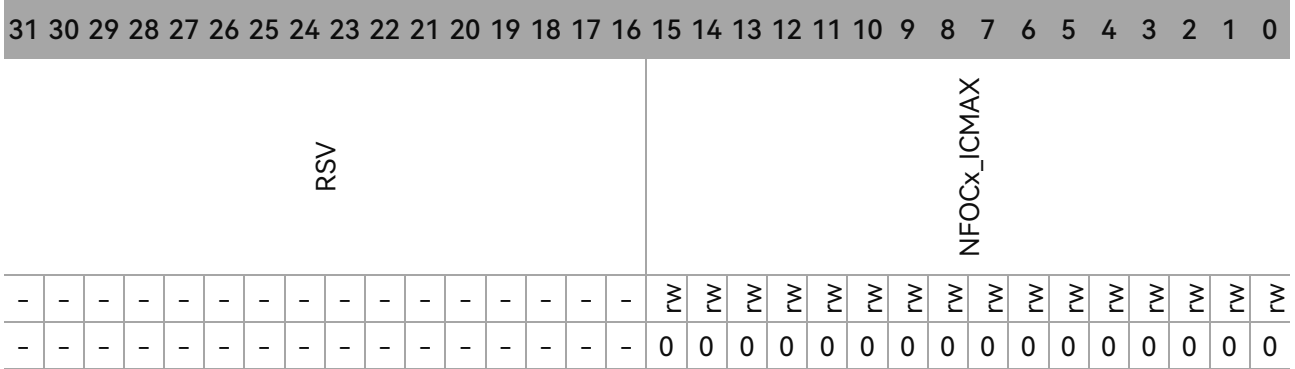 31 30 29 28 27 26 25 24 23 22 21 20 19 18 17 16 15 14 13 12 11 10 9 8 7 6 5 4 3 2 1 0
RSV NFOCx_ICMAX
– – – – – – – – – – – – – – – – rw rw rw rw rw rw rw rw rw rw rw rw rw rw rw rw
– – – – – – – – – – – – – – – – 0 0 0 0 0 0 0 0 0 0 0 0 0 0 0 0